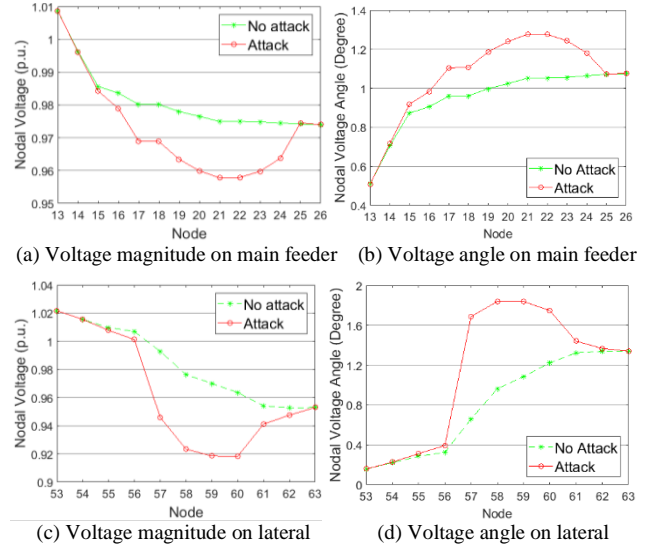 1.01
1
0.99
0.98
0.97
0.96
0.95
Nodal Voltage (p.u.)
No attack
Attack
13 14 15 16 17 18 19 20 21 22 23 24 25 26
Node
(a) Voltage magnitude on main feeder
1.4
1.2
1
0.8
0.6
0.4
Nodal Voltage Angle (Degree)
No Attack
Attack
13 14 15 16 17 18 19 20 21 22 23 24 25 26
Node
(b) Voltage angle on main feeder
1.04
1.02
1
0.98
0.96
0.94
0.92
0.9
Nodal Voltage (p.u.)
No attack
Attack
53 54 55 56 57 58 59 60 61 62 63
Node
(c) Voltage magnitude on lateral
2
1.6
1.2
0.8
0.4
0
Nodal Voltage Angle (Degree)
No Attack
Attack
53 54 55 56 57 58 59 60 61 62 63
Node
(d) Voltage angle on lateral